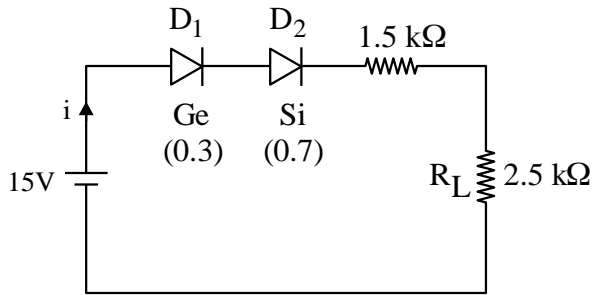 D1 D2 1.5 kΩ
i Ge Si
(0.3) (0.7)
15V RL 2.5 kΩ